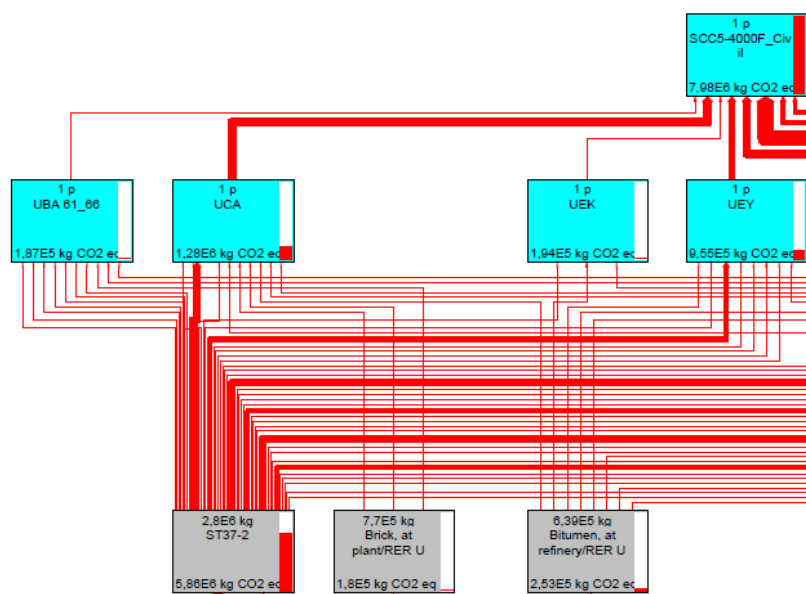 1 p
SCC5-4000F_Civ
il
7,98E6 kg CO2 eq
1 p
UBA 61_66
1,87E5 kg CO2 eq
1 p
UCA
1,28E6 kg CO2 eq
1 p
UEK
1,94E5 kg CO2 eq
1 p
UEY
9,55E5 kg CO2 eq
2,8E6 kg
ST37-2
5,86E6 kg CO2 eq
7,7E5 kg
Brick, at
plant/RER U
1,8E5 kg CO2 eq
6,39E5 kg
Bitumen, at
refinery/RER U
2,53E5 kg CO2 eq